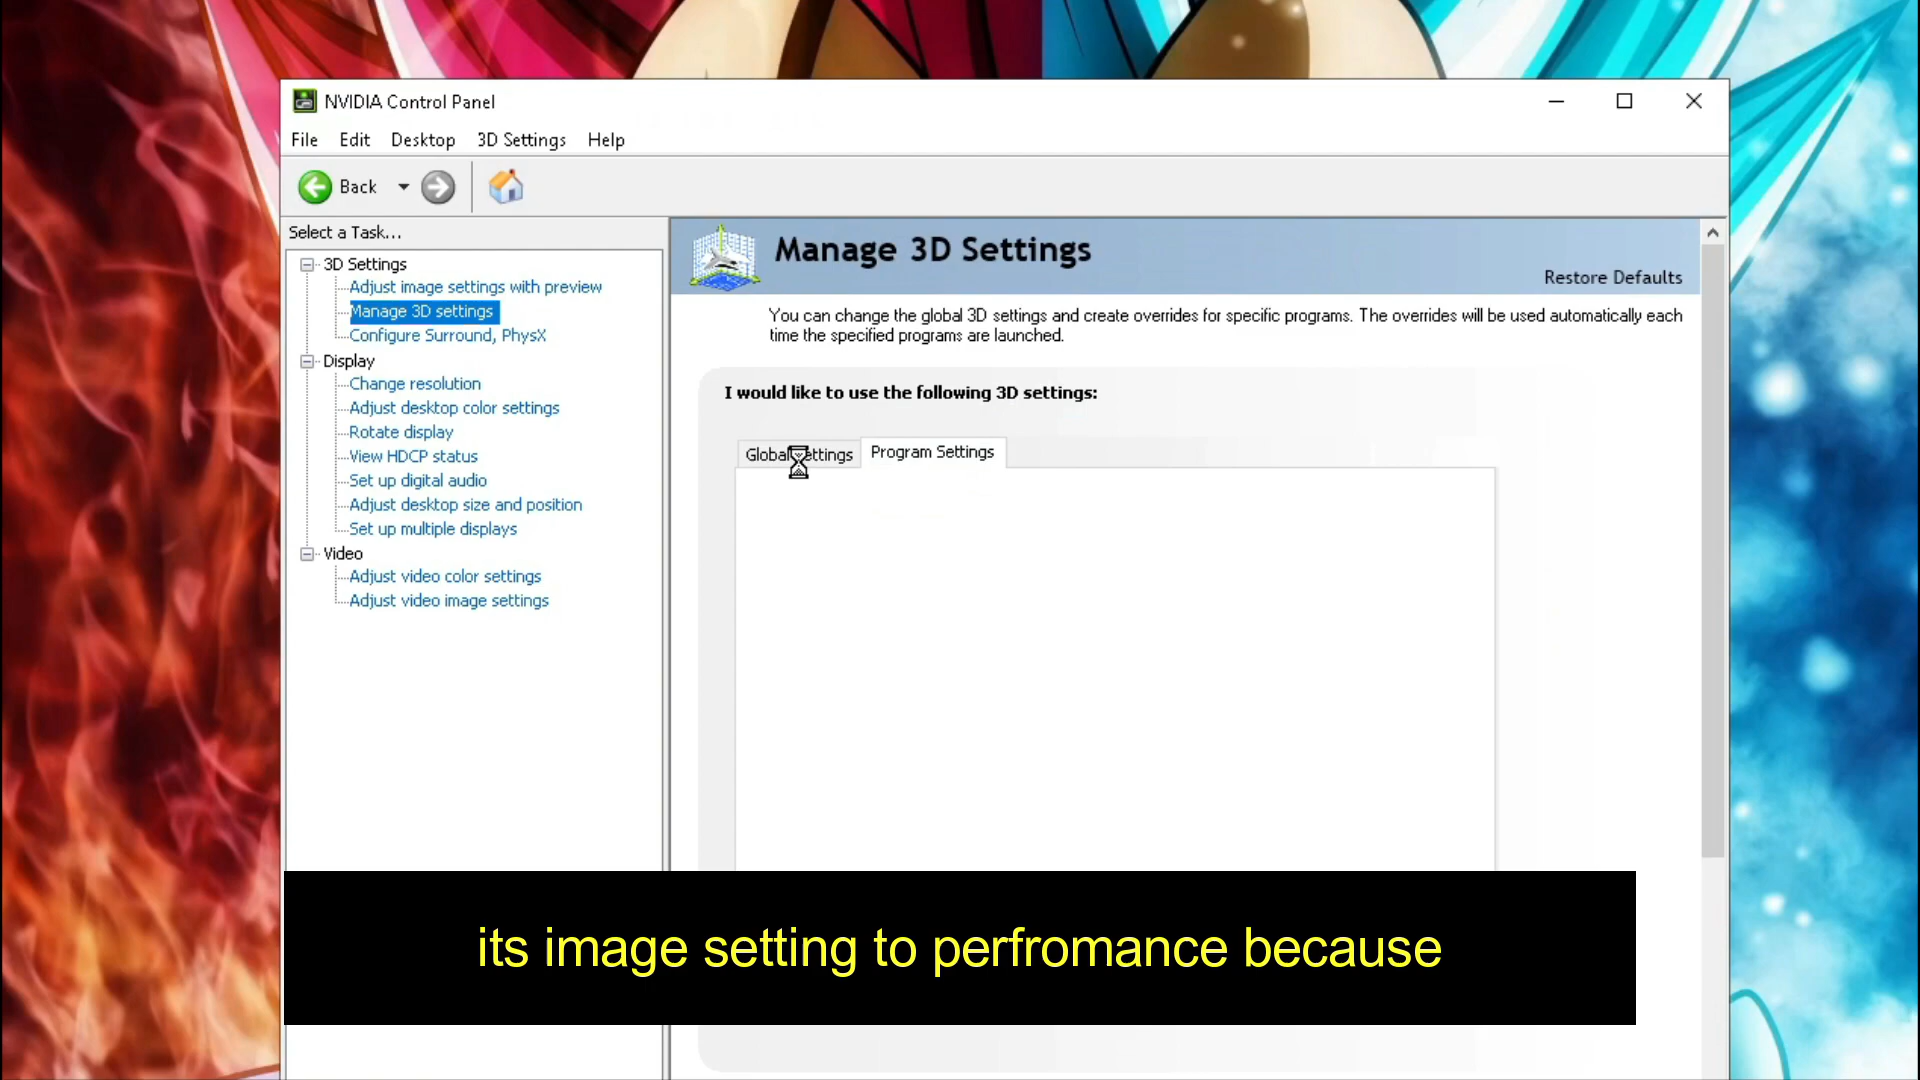 NVIDIA Control Panel
File Edit Desktop 3D Settings Help
Back
Select a Task...
3D Settings
Adjust image settings with preview
Manage 3D settings
Configure Surround, PhysX
Display
Change resolution
Adjust desktop color settings
Rotate display
View HDCP status
Set up digital audio
Adjust desktop size and position
Set up multiple displays
Video
Adjust video color settings
Adjust video image settings
Manage 3D Settings
Restore Defaults
You can change the global 3D settings and create overrides for specific programs. The overrides will be used automatically each
time the specified programs are launched.
I would like to use the following 3D settings:
Global Settings Program Settings
its image setting to perfromance because